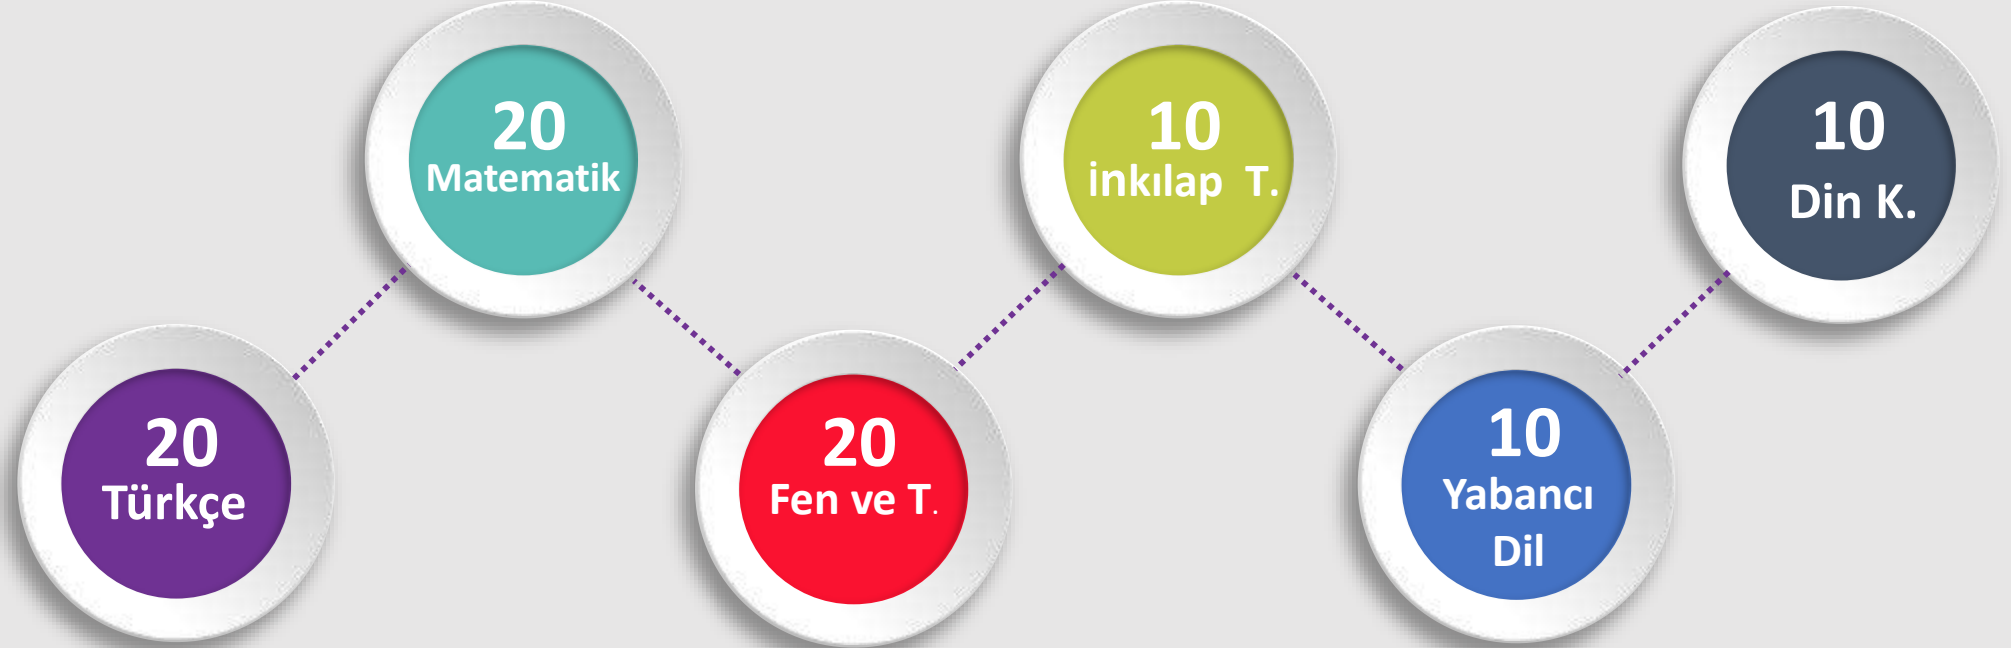 20
Türkçe
20
Matematik
20
Fen ve T.
10
inkılap T.
10
Yabancı
Dil
10
Din K.